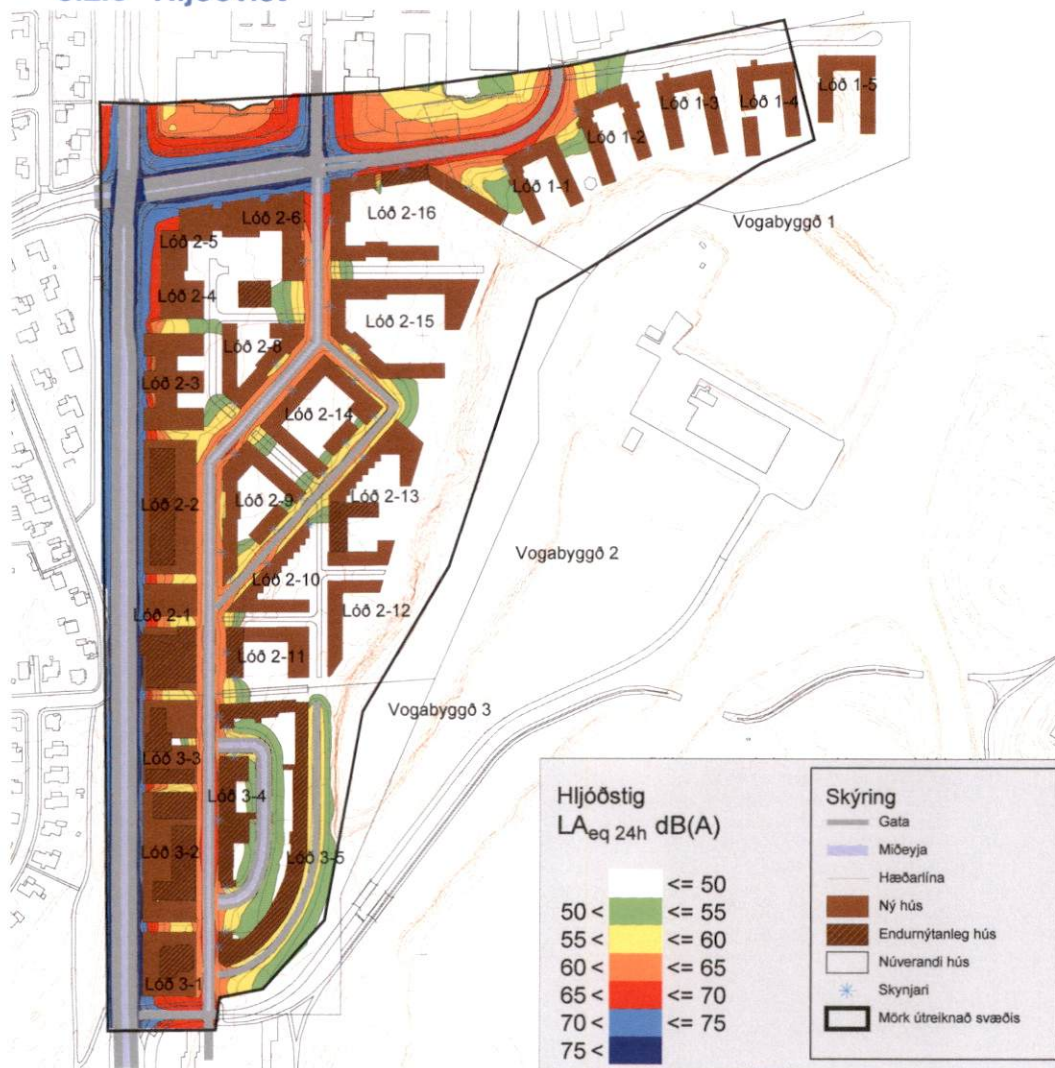 Lóð 1-5
Lóð 1-3
Lóð 1-4
Lóð 1-2
Lóð 1-1
Lóð 2-16
Lóð 2-6
Vogabyggð 1
Lóð 2-5
Lóð 2-4
Lóð 2-15
Lóð 2-8
Lóð 2-3
Lóð 2-14
Lóð 2-13
Lóð 2-9
Lóð 2-2
Vogabyggð 2
Lóð 2-10
Lóð 2-12
Lóð 2-1
Lóð 2-11
Vogabyggð 3
Lóð 3-3
Lóð 3-4
Lóð 3-2
Lóð 3-5
Lóð 3-1
Hljóðstig
LAeq 24h dB(A)
<= 50
50 < <= 55
55 < <= 60
60 < <= 65
65 < <= 70
70 < <= 75
75 <
Skýring
Gata
Miðeyja
Hæðarlína
Ný hús
Endurnýtanleg hús
Núverandi hús
Skynjari
Mörk útreiknað svæðis